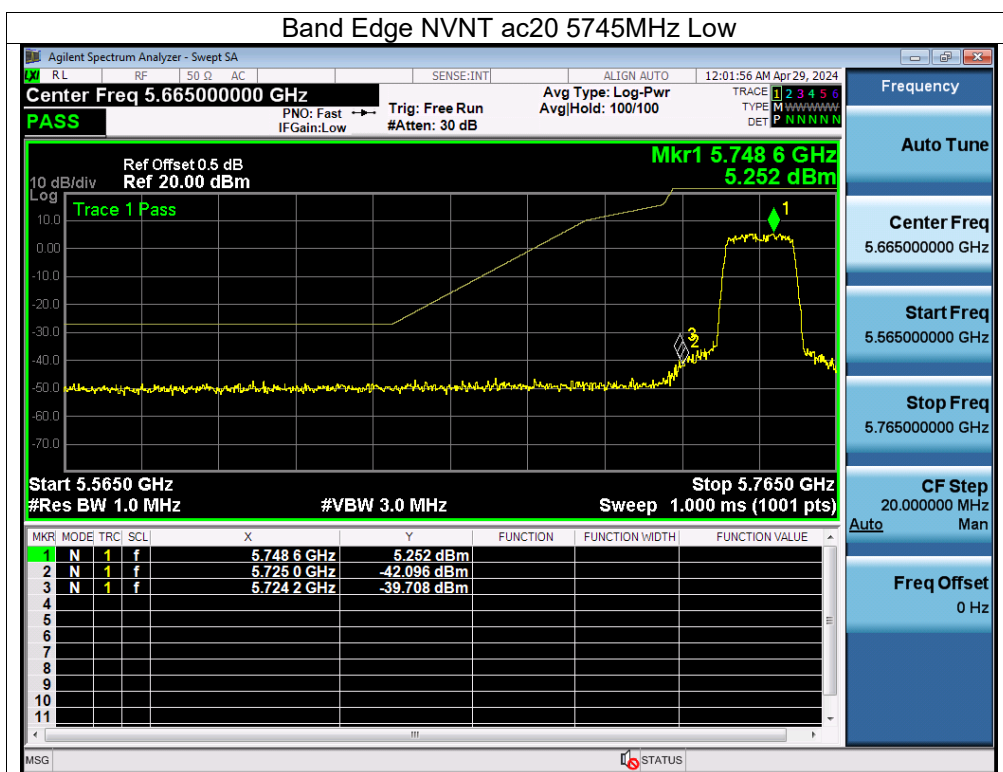 Band Edge NVNT ac20 5745MHz Low
Agilent Spectrum Analyzer - Swept SA
LXI RL RF 50 Ω AC SENSE:INT ALIGN AUTO 12:01:56 AM Apr 29, 2024
Center Freq 5.665000000 GHz
PASS
PNO: Fast
IFGain:Low
Trig: Free Run
#Atten: 30 dB
Avg Type: Log-Pwr
Avg|Hold: 100/100
TRACE 1 2 3 4 5 6
TYPE M WWWWW
DET P N N N N N
Ref Offset 0.5 dB
10 dB/div Ref 20.00 dBm
Log
Mkr1 5.748 6 GHz
5.252 dBm
Trace 1 Pass
10.0
0.00
-10.0
-20.0
-30.0
-40.0
-50.0
-60.0
-70.0
1
3
2
Start 5.5650 GHz Stop 5.7650 GHz
#Res BW 1.0 MHz #VBW 3.0 MHz Sweep 1.000 ms (1001 pts)
MKR MODE TRC SCL X Y FUNCTION FUNCTION WIDTH FUNCTION VALUE
1 N 1 f 5.748 6 GHz 5.252 dBm
2 N 1 f 5.725 0 GHz -42.096 dBm
3 N 1 f 5.724 2 GHz -39.708 dBm
4
5
6
7
8
9
10
11
MSG STATUS
Frequency
Auto Tune
Center Freq
5.665000000 GHz
Start Freq
5.565000000 GHz
Stop Freq
5.765000000 GHz
CF Step
20.000000 MHz
Auto Man
Freq Offset
0 Hz